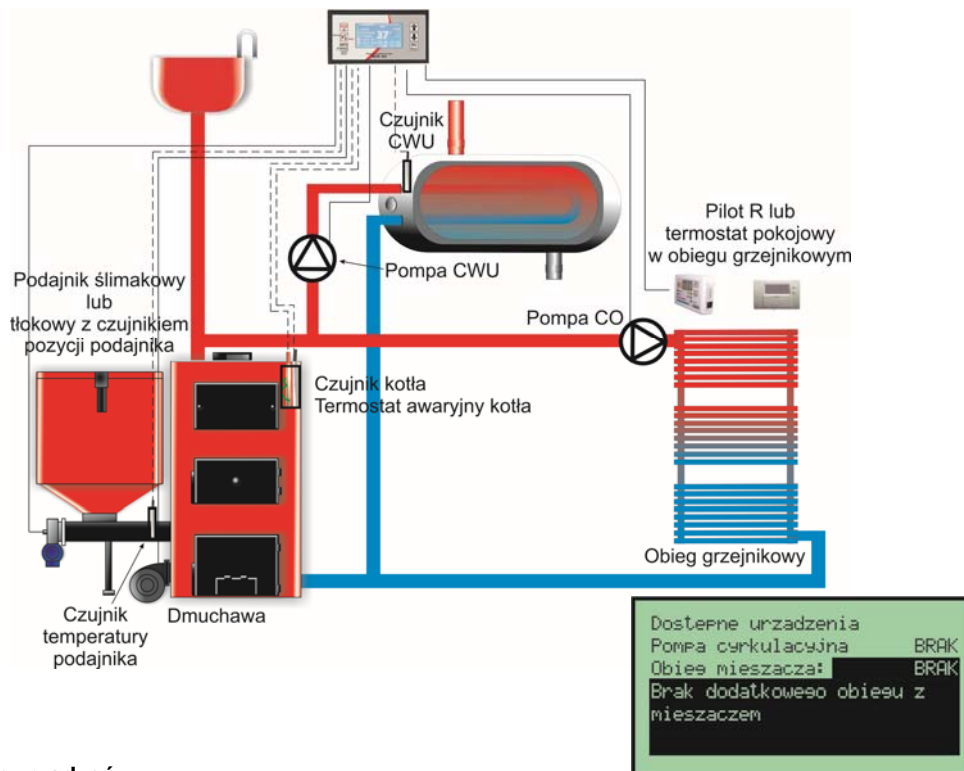 Czujnik
CWU
Pilot R lub
termostat pokojowy
w obiegu grzejnikowym
Pompa CWU
Podajnik ślimakowy
lub
tłokowy z czujnikiem
pozycji podajnika
Pompa CO
Czujnik kotła
Termostat awaryjny kotła
Obieg grzejnikowy
Dmuchawa
Czujnik
temperatury
podajnika
Dostepne urzadzenia
Pompa cyrkulacyjna BRAK
Obieg mieszacza: BRAK
Brak dodatkowego obiegu z
mieszaczem